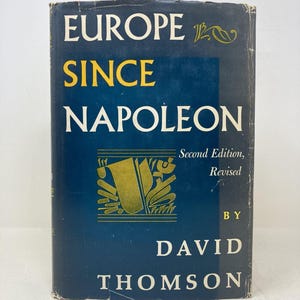 EUROPE
SINCE
NAPOLEON
Second Edition,
Revised
BY
DAVID
THOMSON